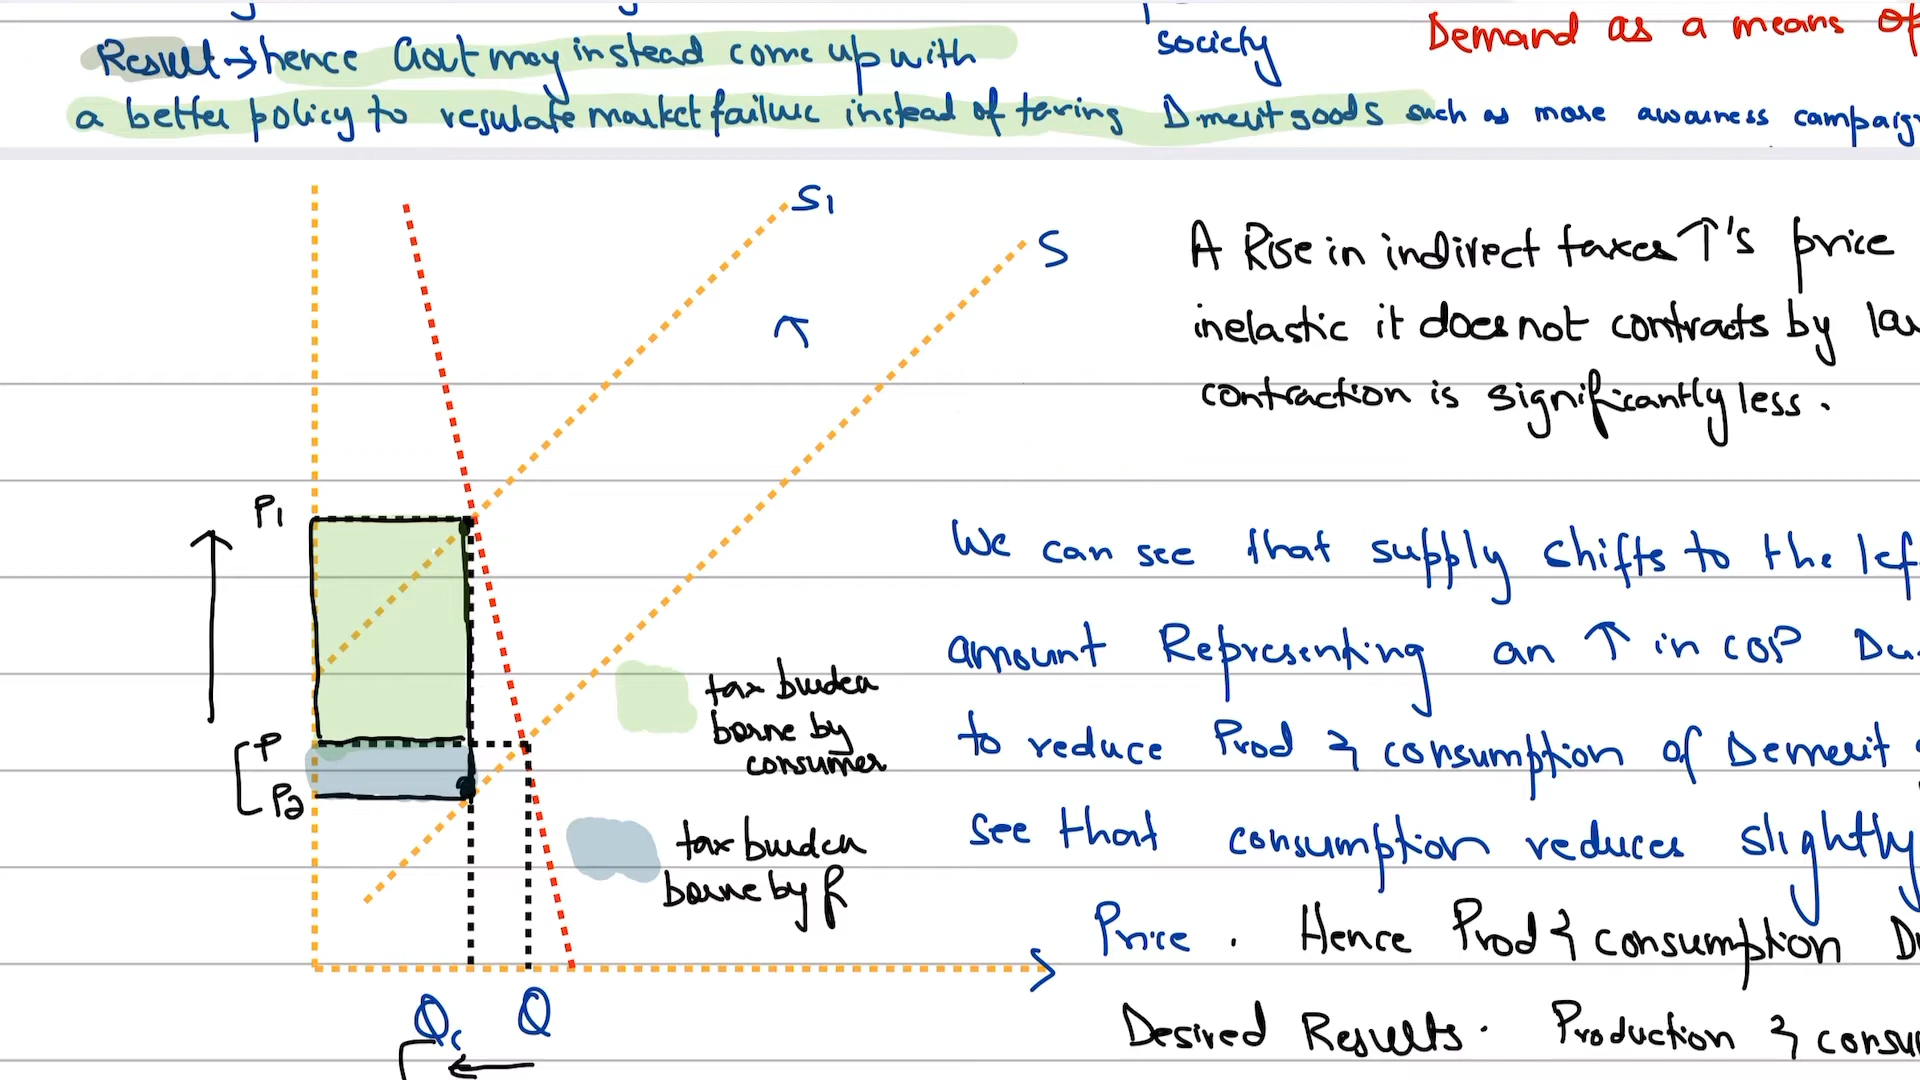 society
Demand as a means of
Result → hence Govt may instead come up with
a better policy to regulate market failure instead of taxing Dmerit goods such as more awarness campaig
S1
S
A Rise in indirect taxes ↑'s price
inelastic it does not contracts by
contraction is significantly less.
P1
We can see that supply shifts to the lef
amount Representing an ↑ in COP Du
tax burden
borne by
consumer
P
P2
to reduce Prod & consumption of Demerit
tax burden
borne by f
see that consumption reduces slightly
Price. Hence Prod & consumption
Q1 Q
Desired Results. Production & consu